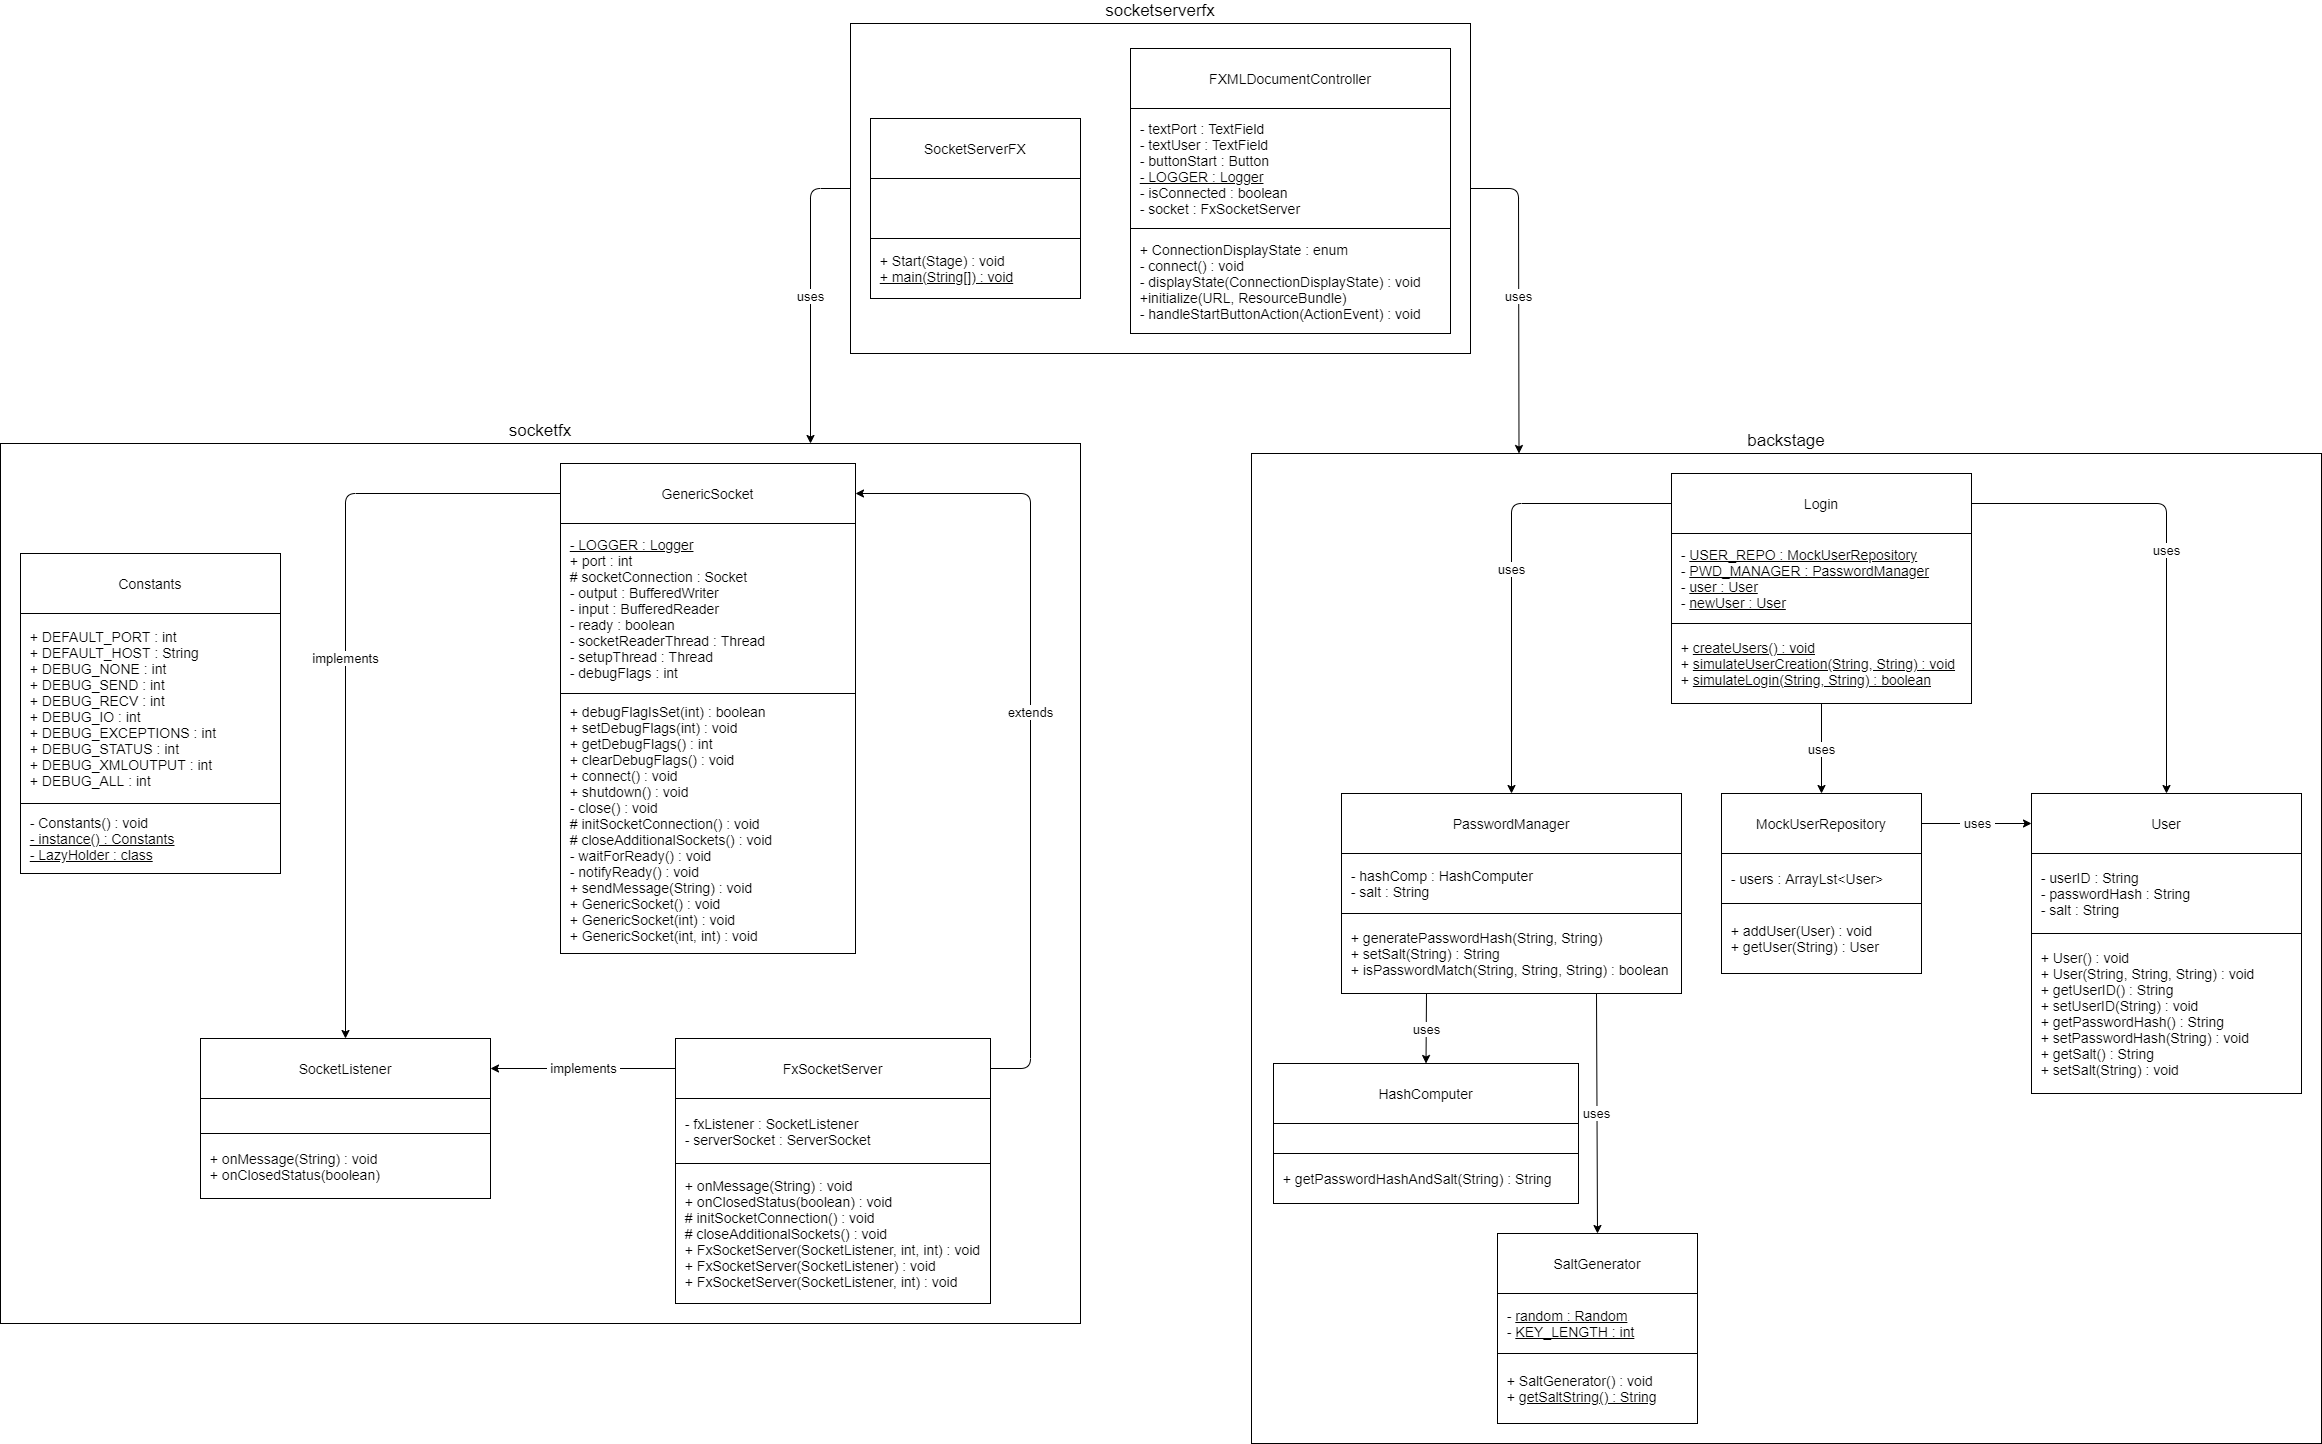 socketserverfx
FXMLDocumentController
- textPort : TextField
- textUser : TextField
- buttonStart : Button
- LOGGER : Logger
- isConnected : boolean
- socket : FxSocketServer
+ ConnectionDisplayState : enum
- connect() : void
- displayState(ConnectionDisplayState) : void
+initialize(URL, ResourceBundle)
- handleStartButtonAction(ActionEvent) : void
SocketServerFX
+ Start(Stage) : void
+ main(String[]) : void
uses
uses
socketfx
GenericSocket
- LOGGER : Logger
+ port : int
# socketConnection : Socket
- output : BufferedWriter
- input : BufferedReader
- ready : boolean
- socketReaderThread : Thread
- setupThread : Thread
- debugFlags : int
+ debugFlagIsSet(int) : boolean
+ setDebugFlags(int) : void
+ getDebugFlags() : int
+ clearDebugFlags() : void
+ connect() : void
+ shutdown() : void
- close() : void
# initSocketConnection() : void
# closeAdditionalSockets() : void
- waitForReady() : void
- notifyReady() : void
+ sendMessage(String) : void
+ GenericSocket() : void
+ GenericSocket(int) : void
+ GenericSocket(int, int) : void
Constants
+ DEFAULT_PORT : int
+ DEFAULT_HOST : String
+ DEBUG_NONE : int
+ DEBUG_SEND : int
+ DEBUG_RECV : int
+ DEBUG_IO : int
+ DEBUG_EXCEPTIONS : int
+ DEBUG_STATUS : int
+ DEBUG_XMLOUTPUT : int
+ DEBUG_ALL : int
- Constants() : void
- instance() : Constants
- LazyHolder : class
implements
extends
SocketListener
+ onMessage(String) : void
+ onClosedStatus(boolean)
implements
FxSocketServer
- fxListener : SocketListener
- serverSocket : ServerSocket
+ onMessage(String) : void
+ onClosedStatus(boolean) : void
# initSocketConnection() : void
# closeAdditionalSockets() : void
+ FxSocketServer(SocketListener, int, int) : void
+ FxSocketServer(SocketListener) : void
+ FxSocketServer(SocketListener, int) : void
backstage
Login
- USER_REPO : MockUserRepository
- PWD_MANAGER : PasswordManager
- user : User
- newUser : User
+ createUsers() : void
+ simulateUserCreation(String, String) : void
+ simulateLogin(String, String) : boolean
uses
uses
uses
PasswordManager
- hashComp : HashComputer
- salt : String
+ generatePasswordHash(String, String)
+ setSalt(String) : String
+ isPasswordMatch(String, String, String) : boolean
MockUserRepository
- users : ArrayLst<User>
+ addUser(User) : void
+ getUser(String) : User
uses
User
- userID : String
- passwordHash : String
- salt : String
+ User() : void
+ User(String, String, String) : void
+ getUserID() : String
+ setUserID(String) : void
+ getPasswordHash() : String
+ setPasswordHash(String) : void
+ getSalt() : String
+ setSalt(String) : void
uses
uses
HashComputer
+ getPasswordHashAndSalt(String) : String
SaltGenerator
- random : Random
- KEY_LENGTH : int
+ SaltGenerator() : void
+ getSaltString() : String